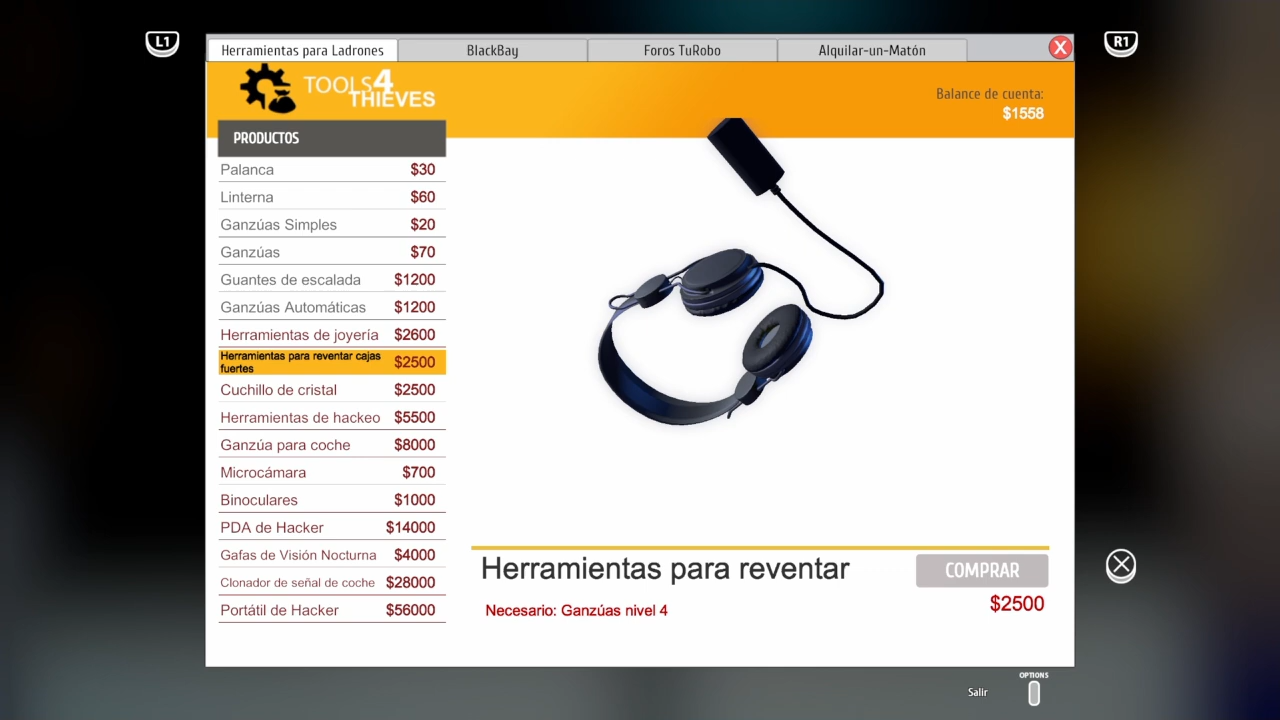 L1
R1
Herramientas para Ladrones
BlackBay
Foros TuRobo
Alquilar-un-Matón
X
TOOLS4
THIEVES
Balance de cuenta:
$1558
PRODUCTOS
Palanca $30
Linterna $60
Ganzúas Simples $20
Ganzúas $70
Guantes de escalada $1200
Ganzúas Automáticas $1200
Herramientas de joyería $2600
Herramientas para reventar cajas
fuertes $2500
Cuchillo de cristal $2500
Herramientas de hackeo $5500
Ganzúa para coche $8000
Microcámara $700
Binoculares $1000
PDA de Hacker $14000
Gafas de Visión Nocturna $4000
Clonador de señal de coche $28000
Portátil de Hacker $56000
Herramientas para reventar
COMPRAR
$2500
Necesario: Ganzúas nivel 4
Salir
OPTIONS